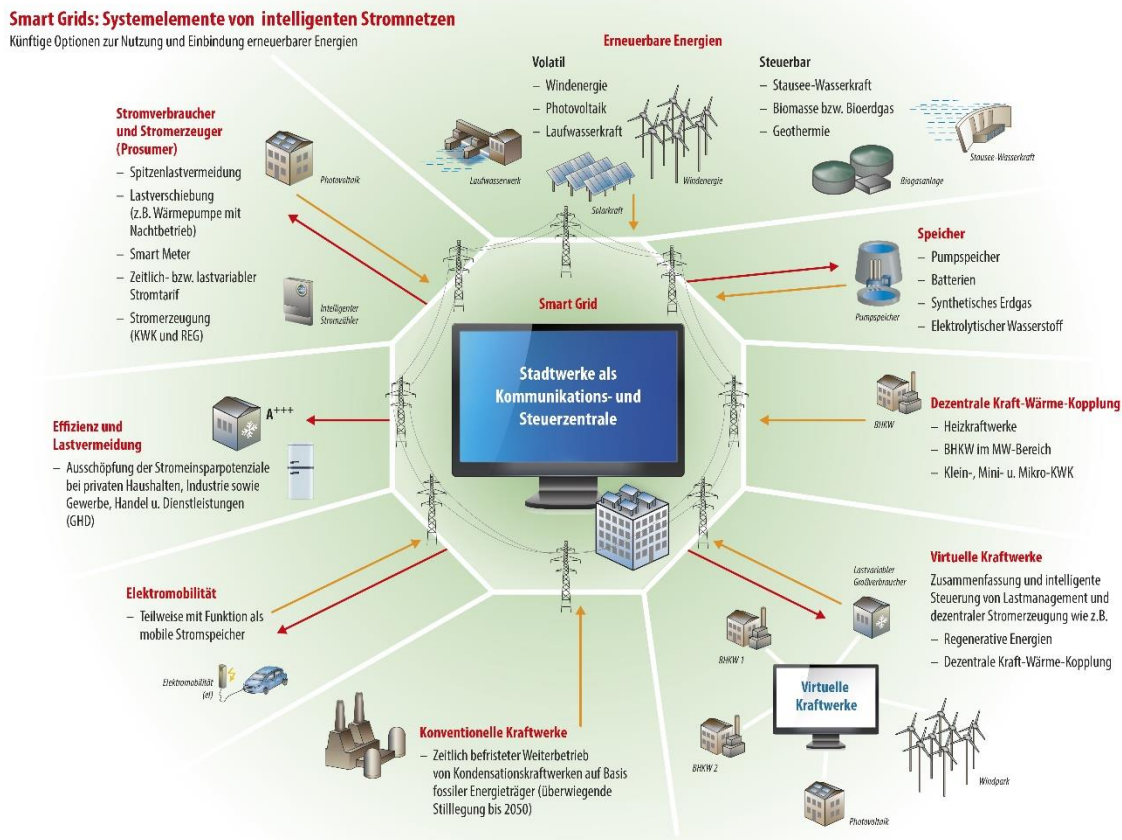 Smart Grids: Systemelemente von intelligenten Stromnetzen
Künftige Optionen zur Nutzung und Einbindung erneuerbarer Energien
Erneuerbare Energien
Volatil
– Windenergie
– Photovoltaik
– Laufwasserkraft
Steuerbar
– Stausee-Wasserkraft
– Biomasse bzw. Bioerdgas
– Geothermie
Laufwasserwerk
Solarkraft
Windenergie
Biogasanlage
Stausee-Wasserkraft
Stromverbraucher
und Stromerzeuger
(Prosumer)
– Spitzenlastvermeidung
– Lastverschiebung
(z.B. Wärmepumpe mit
Nachtbetrieb)
– Smart Meter
– Zeitlich- bzw. lastvariabler
Stromtarif
– Stromerzeugung
(KWK und REG)
Photovoltaik
Intelligenter
Stromzähler
Speicher
– Pumpspeicher
– Batterien
– Synthetisches Erdgas
– Elektrolytischer Wasserstoff
Pumpspeicher
Smart Grid
Stadtwerke als
Kommunikations- und
Steuerzentrale
Effizienz und
Lastvermeidung
– Ausschöpfung der Stromeinsparpotenziale
bei privaten Haushalten, Industrie sowie
Gewerbe, Handel u. Dienstleistungen
(GHD)
A+++
BHKW
Dezentrale Kraft-Wärme-Kopplung
– Heizkraftwerke
– BHKW im MW-Bereich
– Klein-, Mini- u. Mikro-KWK
Elektromobilität
– Teilweise mit Funktion als
mobile Stromspeicher
Elektromobilität
(el)
Konventionelle Kraftwerke
– Zeitlich befristeter Weiterbetrieb
von Kondensationskraftwerken auf Basis
fossiler Energieträger (überwiegende
Stilllegung bis 2050)
Virtuelle Kraftwerke
Zusammenfassung und intelligente
Steuerung von Lastmanagement und
dezentraler Stromerzeugung wie z.B.
– Regenerative Energien
– Dezentrale Kraft-Wärme-Kopplung
Lastvariabler
Großverbraucher
BHKW 1
Virtuelle
Kraftwerke
BHKW 2
Windpark
Photovoltaik